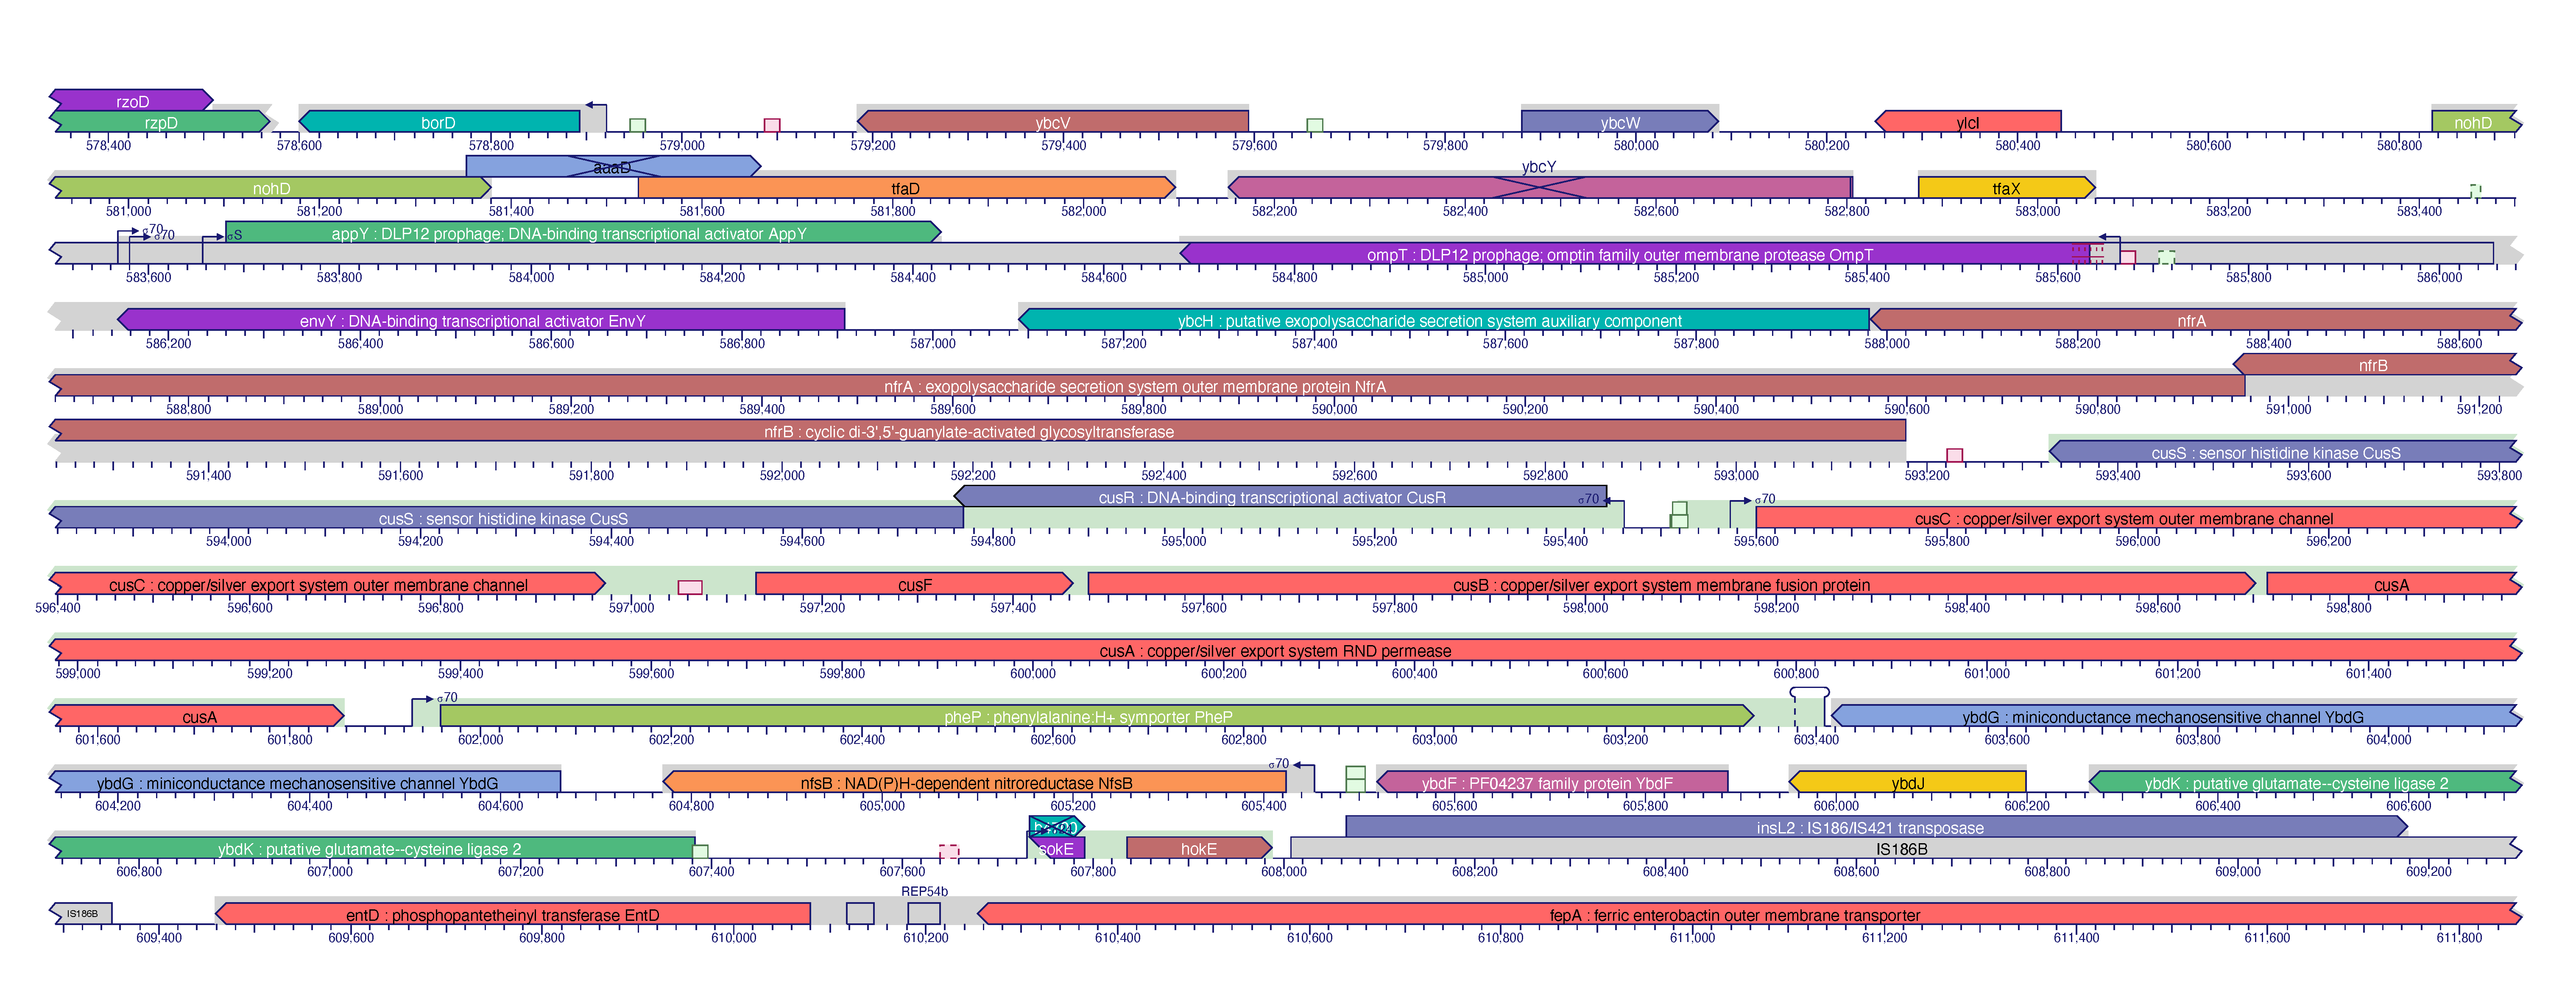 rzoD
rzpD borD ybcV ybcW ylcI nohD
578,400 578,600 578,800 579,000 579,200 579,400 579,600 579,800 580,000 580,200 580,400 580,600 580,800
aaaD ybcY
nohD tfaD tfaX
581,000 581,200 581,400 581,600 581,800 582,000 582,200 582,400 582,600 582,800 583,000 583,200 583,400
σ70 σ70 σS appY : DLP12 prophage; DNA-binding transcriptional activator AppY
ompT : DLP12 prophage; omptin family outer membrane protease OmpT
583,600 583,800 584,000 584,200 584,400 584,600 584,800 585,000 585,200 585,400 585,600 585,800 586,000
envY : DNA-binding transcriptional activator EnvY ybcH : putative exopolysaccharide secretion system auxiliary component nfrA
586,200 586,400 586,600 586,800 587,000 587,200 587,400 587,600 587,800 588,000 588,200 588,400 588,600
nfrB
nfrA : exopolysaccharide secretion system outer membrane protein NfrA
588,800 589,000 589,200 589,400 589,600 589,800 590,000 590,200 590,400 590,600 590,800 591,000 591,200
nfrB : cyclic di-3',5'-guanylate-activated glycosyltransferase
cusS : sensor histidine kinase CusS
591,400 591,600 591,800 592,000 592,200 592,400 592,600 592,800 593,000 593,200 593,400 593,600 593,800
cusR : DNA-binding transcriptional activator CusR σ70 σ70
cusS : sensor histidine kinase CusS cusC : copper/silver export system outer membrane channel
594,000 594,200 594,400 594,600 594,800 595,000 595,200 595,400 595,600 595,800 596,000 596,200
cusC : copper/silver export system outer membrane channel cusF cusB : copper/silver export system membrane fusion protein cusA
596,400 596,600 596,800 597,000 597,200 597,400 597,600 597,800 598,000 598,200 598,400 598,600 598,800
cusA : copper/silver export system RND permease
599,000 599,200 599,400 599,600 599,800 600,000 600,200 600,400 600,600 600,800 601,000 601,200 601,400
σ70
cusA pheP : phenylalanine:H+ symporter PheP ybdG : miniconductance mechanosensitive channel YbdG
601,600 601,800 602,000 602,200 602,400 602,600 602,800 603,000 603,200 603,400 603,600 603,800 604,000
σ70
ybdG : miniconductance mechanosensitive channel YbdG nfsB : NAD(P)H-dependent nitroreductase NfsB ybdF : PF04237 family protein YbdF ybdJ ybdK : putative glutamate--cysteine ligase 2
604,200 604,400 604,600 604,800 605,000 605,200 605,400 605,600 605,800 606,000 606,200 606,400 606,600
insL2 : IS186/IS421 transposase
ybdK : putative glutamate--cysteine ligase 2 sokE hokE IS186B
606,800 607,000 607,200 607,400 607,600 607,800 608,000 608,200 608,400 608,600 608,800 609,000 609,200
REP54b
IS186B entD : phosphopantetheinyl transferase EntD fepA : ferric enterobactin outer membrane transporter
609,400 609,600 609,800 610,000 610,200 610,400 610,600 610,800 611,000 611,200 611,400 611,600 611,800